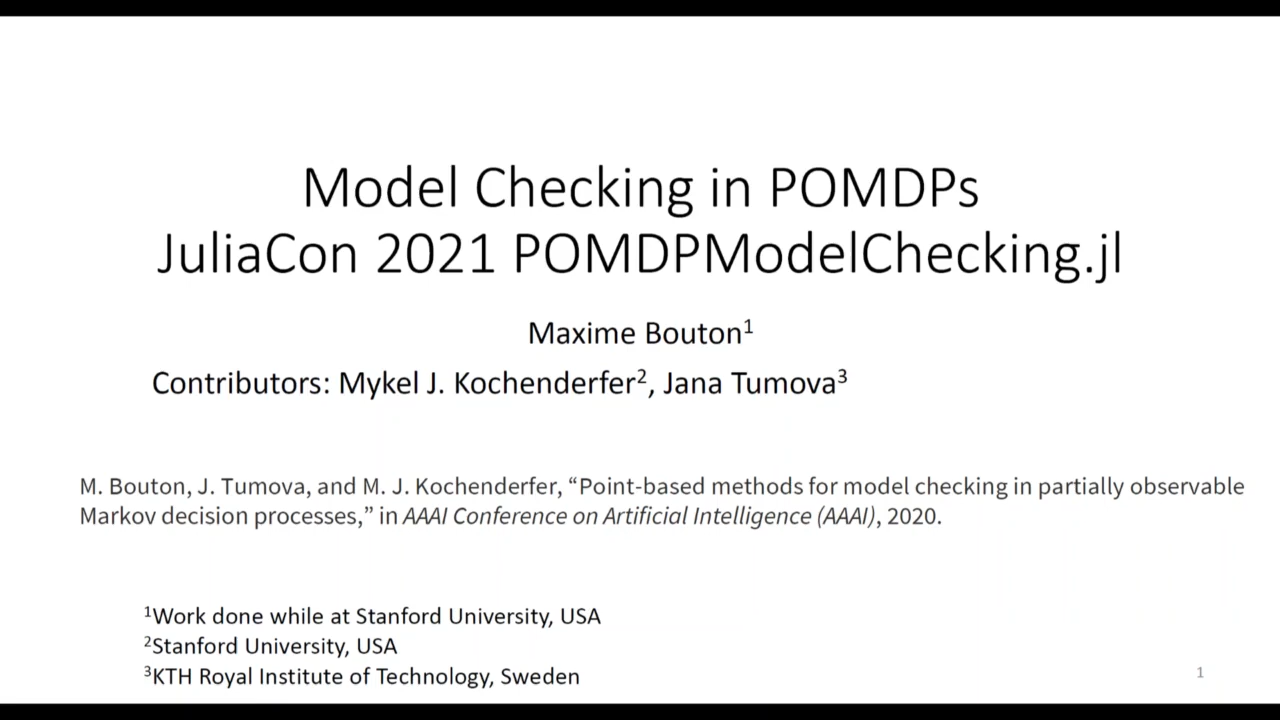 Model Checking in POMDPs
JuliaCon 2021 POMDPModelChecking.jl
Maxime Bouton¹
Contributors: Mykel J. Kochenderfer², Jana Tumova³
M. Bouton, J. Tumova, and M. J. Kochenderfer, “Point-based methods for model checking in partially observable
Markov decision processes,” in AAAI Conference on Artificial Intelligence (AAAI), 2020.
¹Work done while at Stanford University, USA
²Stanford University, USA
³KTH Royal Institute of Technology, Sweden
1